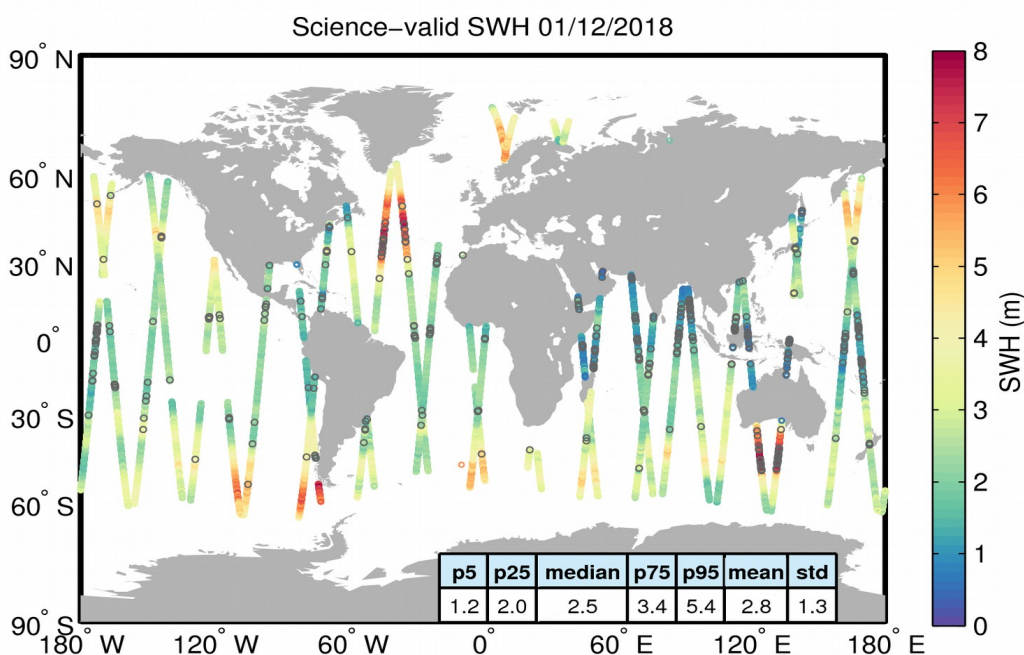 Science−valid SWH 01/12/2018
90° N
60° N
30° N
0°
30° S
60° S
90° S
180° W
120° W
60° W
0°
60° E
120° E
180° E
p5 p25 median p75 p95 mean std
1.2 2.0 2.5 3.4 5.4 2.8 1.3
8
7
6
5
4
3
2
1
0
SWH (m)